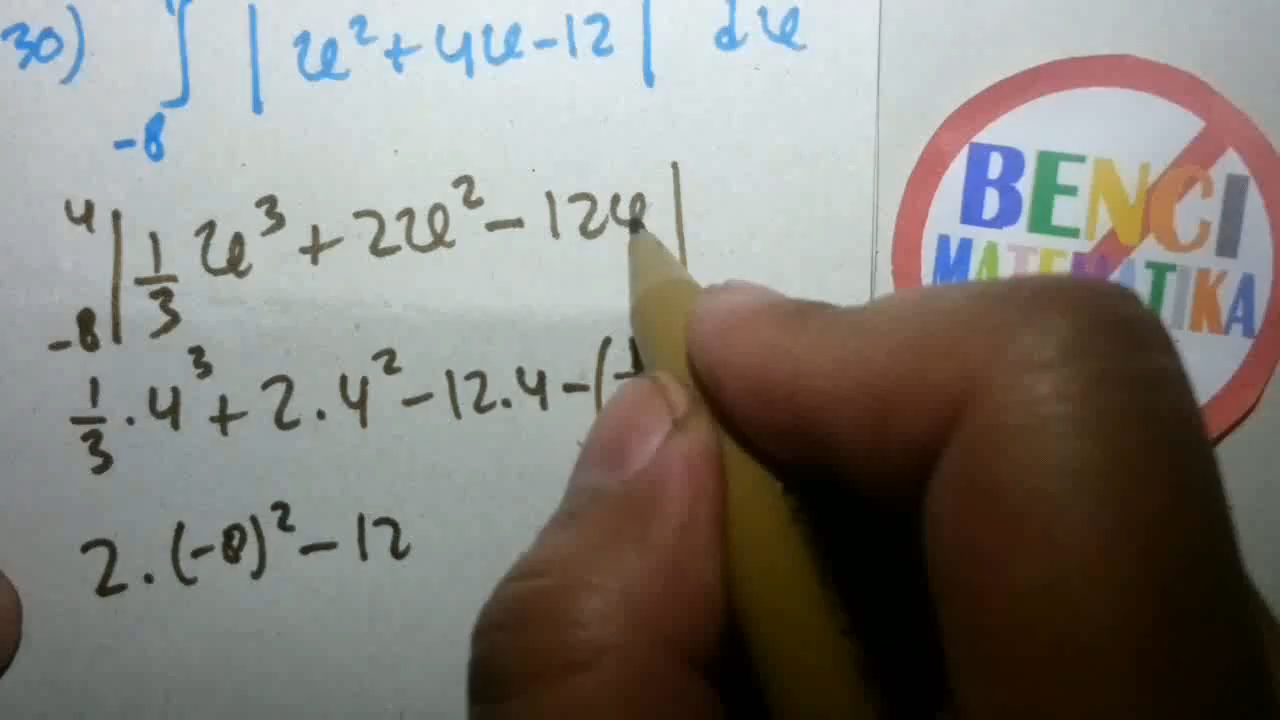 30) ∫ | x² + 4x - 12 | dx
-8
4 | 1/3 x³ + 2x² - 12x |
-8
1/3 . 4³ + 2 . 4² - 12 . 4 - (1
2 . (-8)² - 12
BENCI
MATEMATIKA